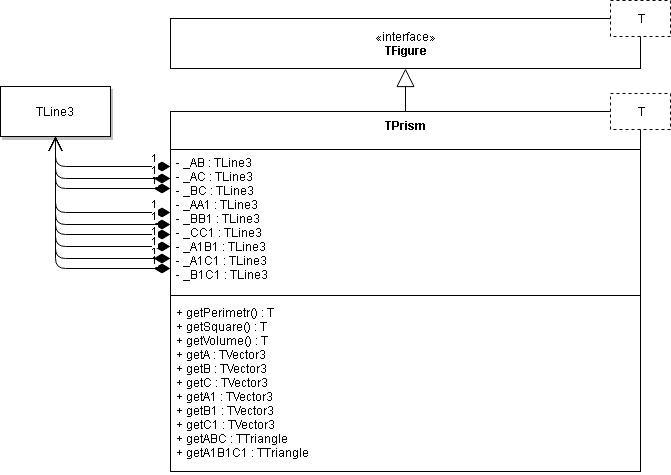 T
«interface»
TFigure
T
TPrism
TLine3
1 - _AB : TLine3
1 - _AC : TLine3
1 - _BC : TLine3
1 - _AA1 : TLine3
1 - _BB1 : TLine3
1 - _CC1 : TLine3
1 - _A1B1 : TLine3
1 - _A1C1 : TLine3
1 - _B1C1 : TLine3
+ getPerimetr() : T
+ getSquare() : T
+ getVolume() : T
+ getA : TVector3
+ getB : TVector3
+ getC : TVector3
+ getA1 : TVector3
+ getB1 : TVector3
+ getC1 : TVector3
+ getABC : TTriangle
+ getA1B1C1 : TTriangle